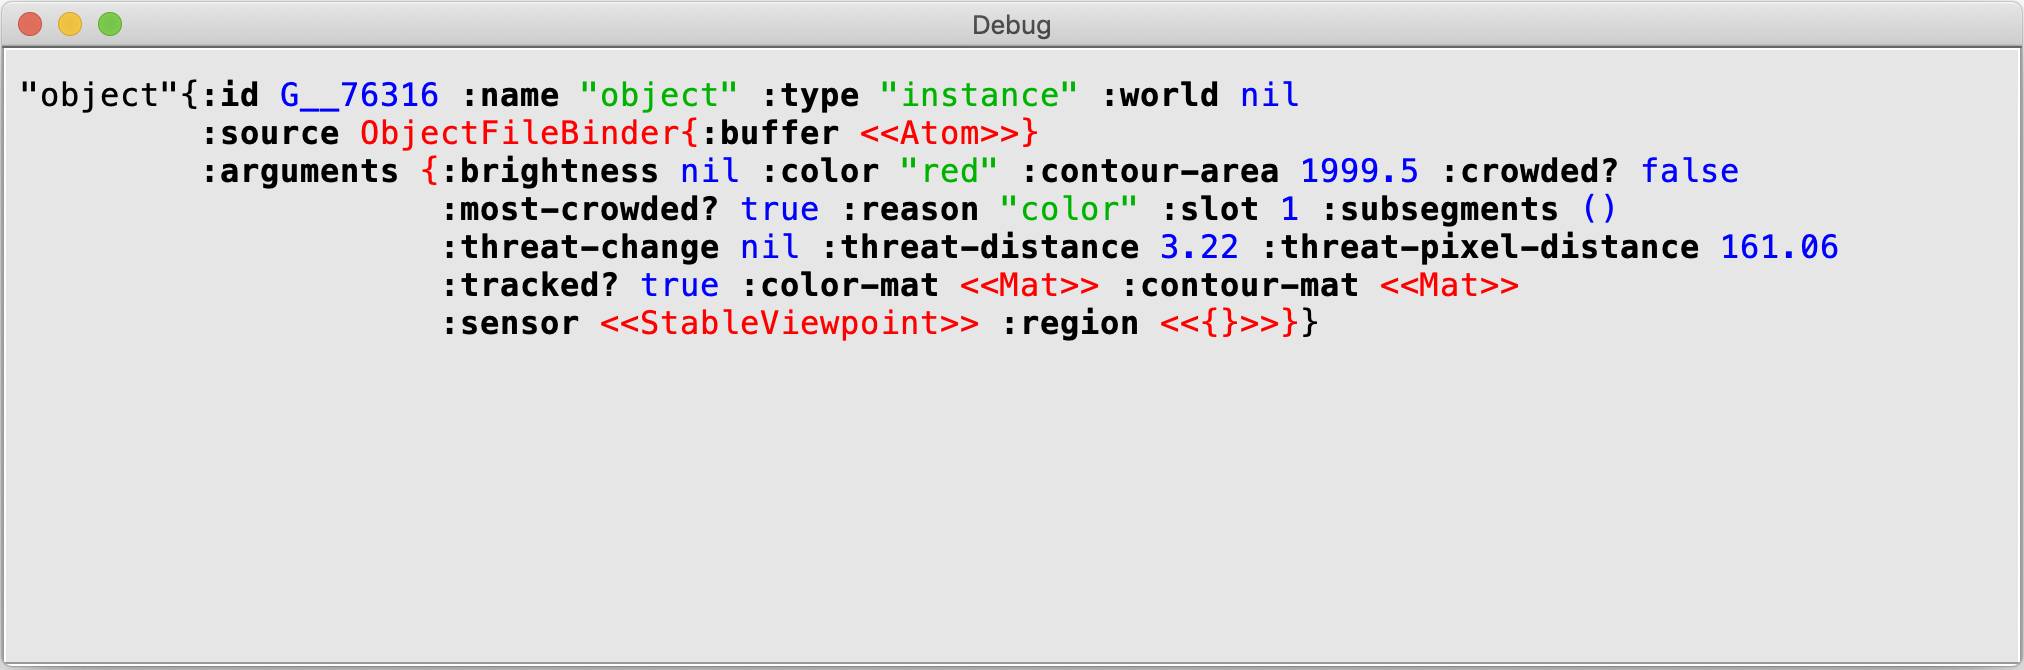 Debug
"object"{:id G__76316 :name "object" :type "instance" :world nil
:source ObjectFileBinder{:buffer <<Atom>>}
:arguments {:brightness nil :color "red" :contour-area 1999.5 :crowded? false
:most-crowded? true :reason "color" :slot 1 :subsegments ()
:threat-change nil :threat-distance 3.22 :threat-pixel-distance 161.06
:tracked? true :color-mat <<Mat>> :contour-mat <<Mat>>
:sensor <<StableViewpoint>> :region <<{}>>}}